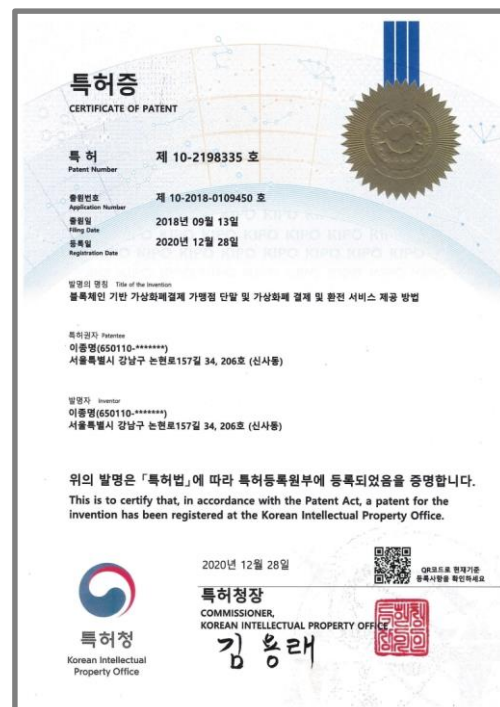 특허증
CERTIFICATE OF PATENT
특 허 제 10-2198335 호
Patent Number
출원번호 제 10-2018-0109450 호
Application Number
출원일 2018년 09월 13일
Filing Date
등록일 2020년 12월 28일
Registration Date
발명의 명칭 Title of the Invention
블록체인 기반 가상화폐결제 가맹점 단말 및 가상화폐 결제 및 환전 서비스 제공 방법
특허권자 Patentee
이종명(650110-*******)
서울특별시 강남구 논현로157길 34, 206호 (신사동)
발명자 Inventor
이종명(650110-*******)
서울특별시 강남구 논현로157길 34, 206호 (신사동)
위의 발명은 「특허법」에 따라 특허등록원부에 등록되었음을 증명합니다.
This is to certify that, in accordance with the Patent Act, a patent for the
invention has been registered at the Korean Intellectual Property Office.
2020년 12월 28일
QR코드로 현재기준
등록사항을 확인하세요
특허청장
COMMISSIONER,
KOREAN INTELLECTUAL PROPERTY OFFICE
김용래
특허청
Korean Intellectual
Property Office